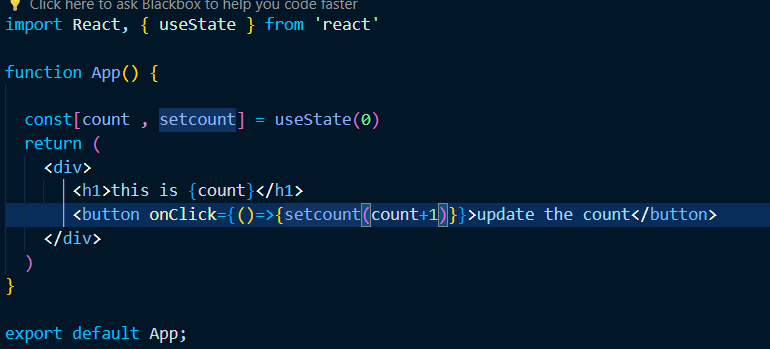 Click here to ask Blackbox to help you code faster
import React, { useState } from 'react'
function App() {
const[count , setcount] = useState(0)
return (
<div>
<h1>this is {count}</h1>
<button onClick={()=>{setcount(count+1)}}>update the count</button>
</div>
)
}
export default App;